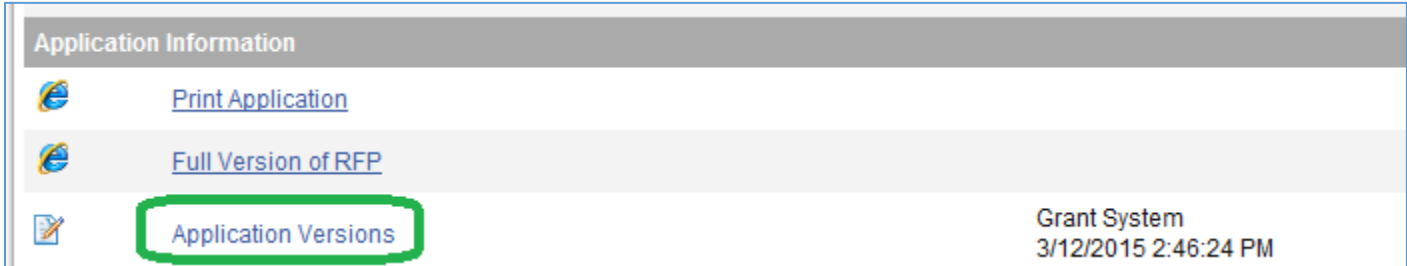 Application Information
Print Application
Full Version of RFP
Application Versions
Grant System
3/12/2015 2:46:24 PM